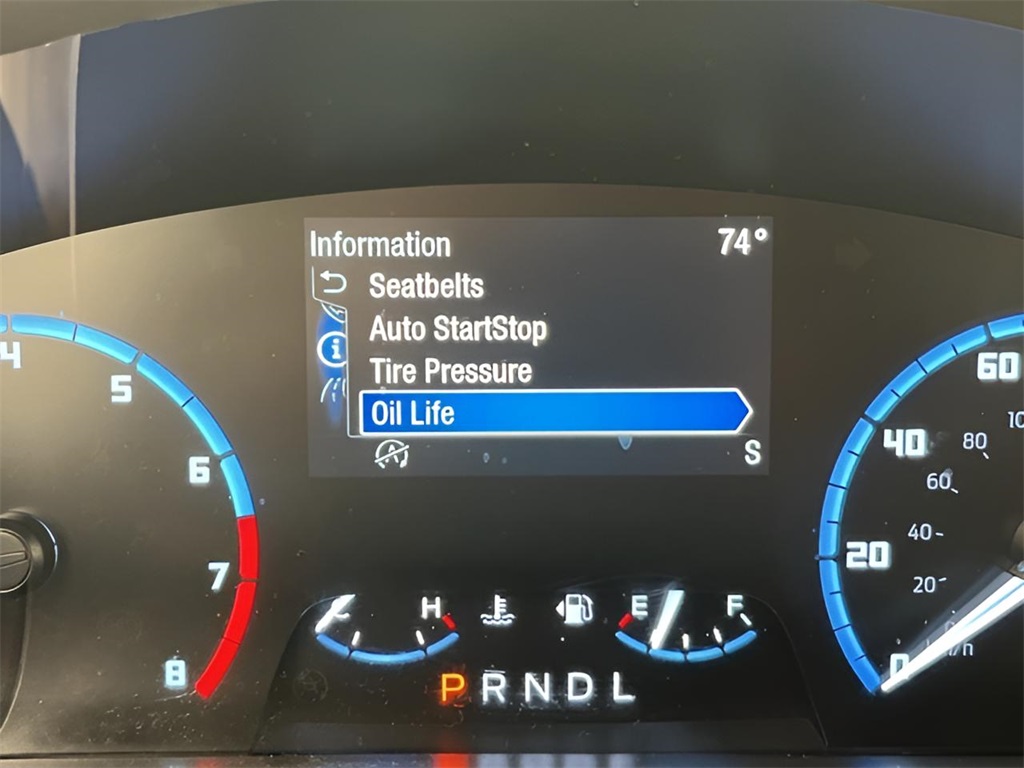 Information 74°
Seatbelts
Auto StartStop
Tire Pressure
Oil Life
S
4
5
6
7
8
60
40
20
0
80
60
40
20
H
E F
P R N D L